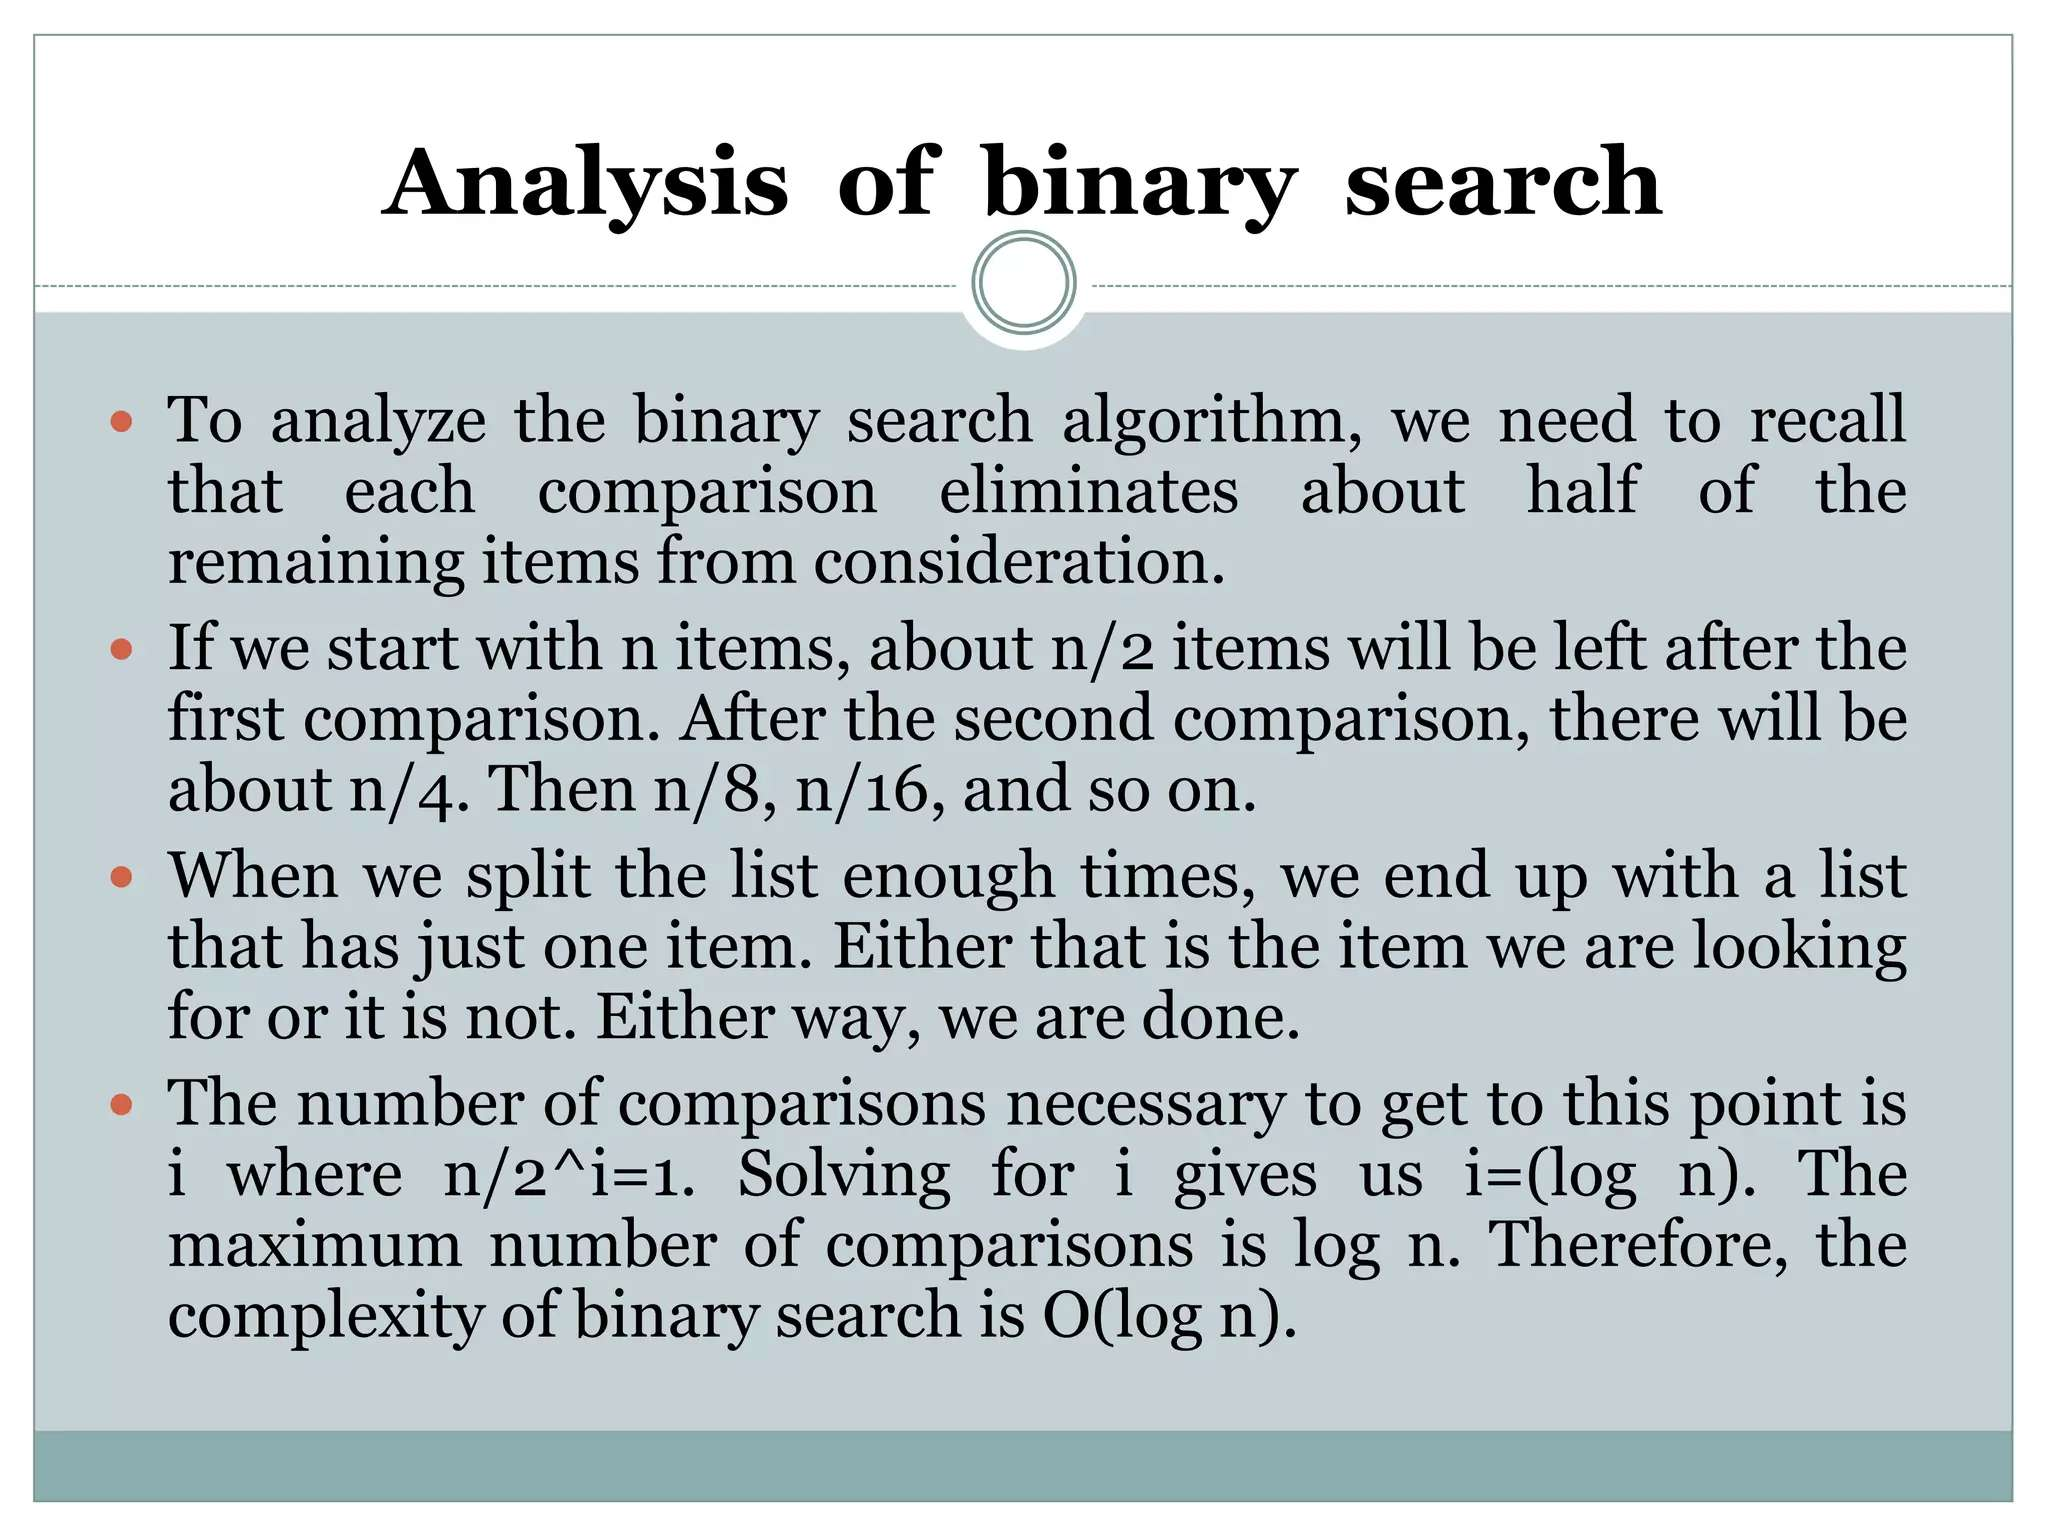 Analysis of binary search
• To analyze the binary search algorithm, we need to recall
that each comparison eliminates about half of the
remaining items from consideration.
• If we start with n items, about n/2 items will be left after the
first comparison. After the second comparison, there will be
about n/4. Then n/8, n/16, and so on.
• When we split the list enough times, we end up with a list
that has just one item. Either that is the item we are looking
for or it is not. Either way, we are done.
• The number of comparisons necessary to get to this point is
i where n/2^i=1. Solving for i gives us i=(log n). The
maximum number of comparisons is log n. Therefore, the
complexity of binary search is O(log n).